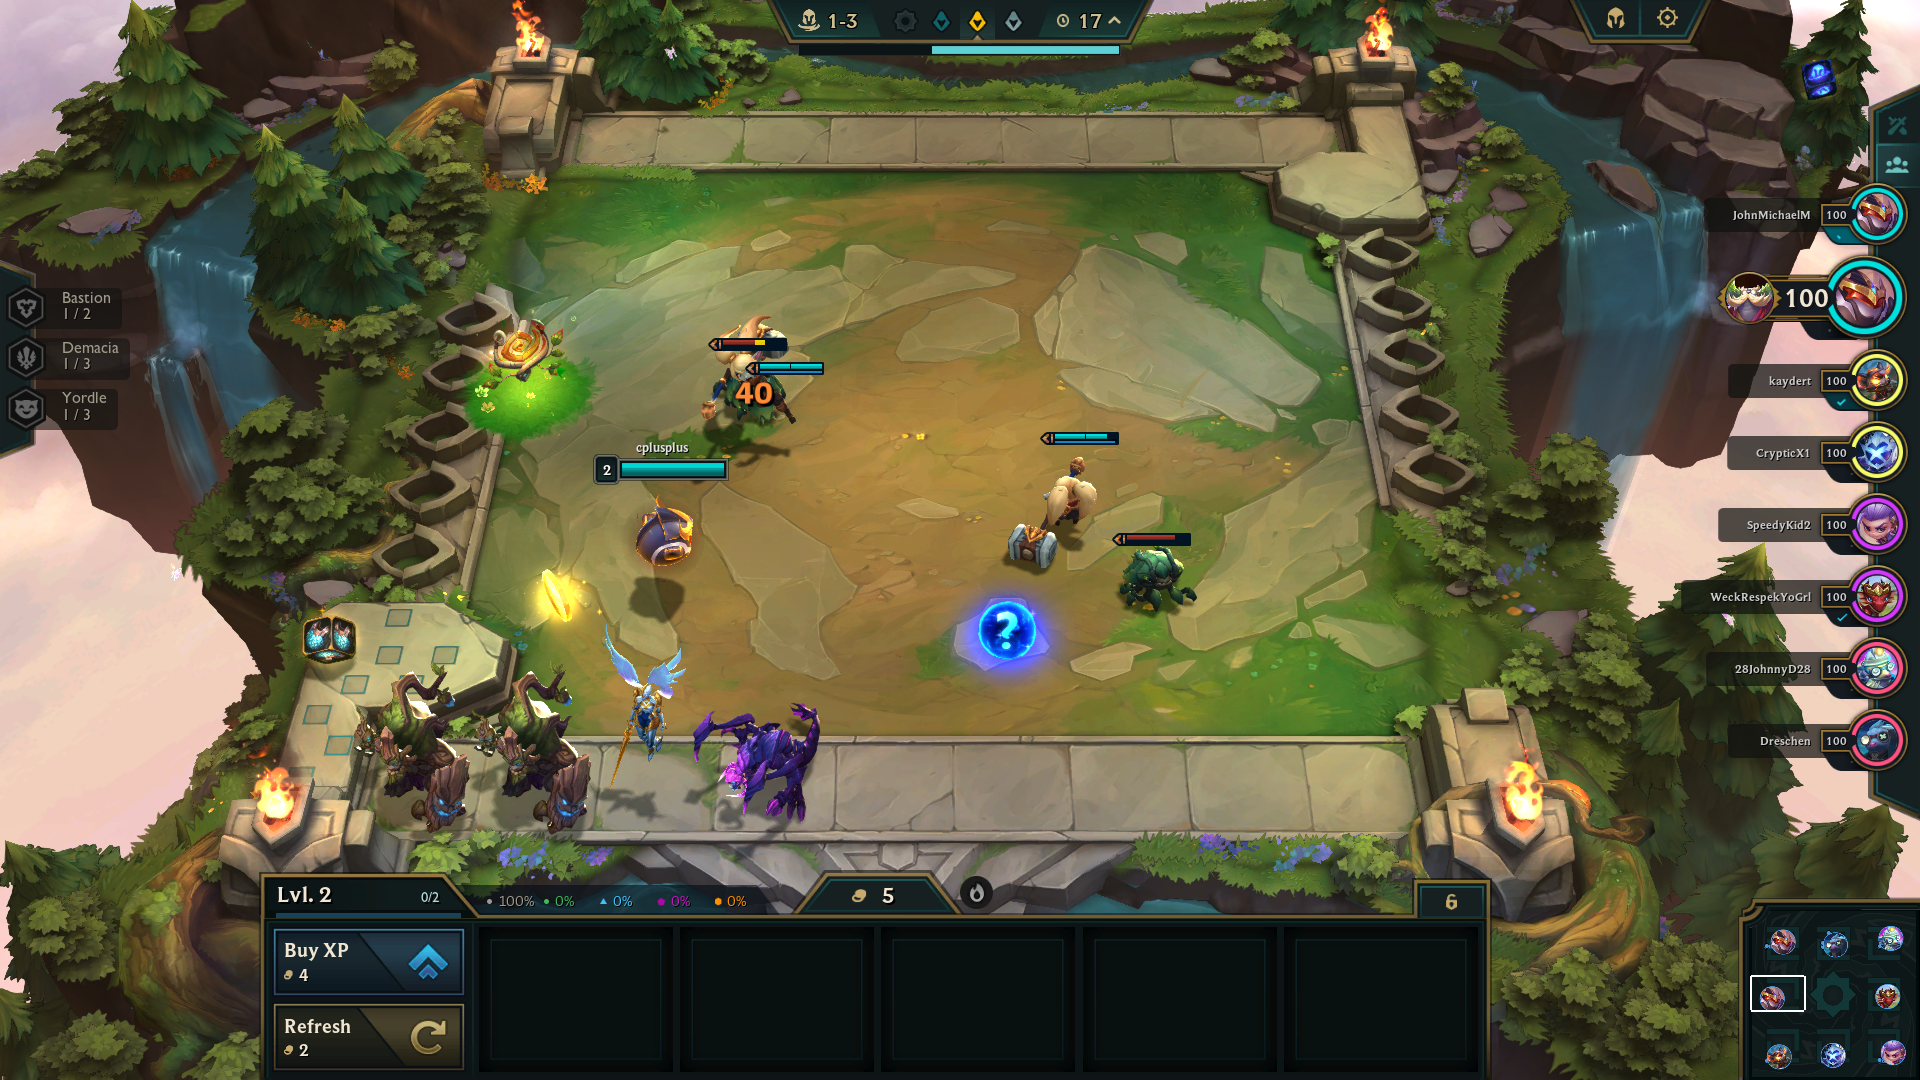 1-3
17
Bastion
1 / 2
Demacia
1 / 3
Yordle
1 / 3
40
cplusplus
2
?
JohnMichaelM 100
100
kaydert 100
CrypticX1 100
SpeedyKid2 100
WeckRespekYoGrl 100
28JohnnyD28 100
Dreschen 100
Lvl. 2 0/2
100% 0% 0% 0% 0%
5
6
Buy XP
4
Refresh
2